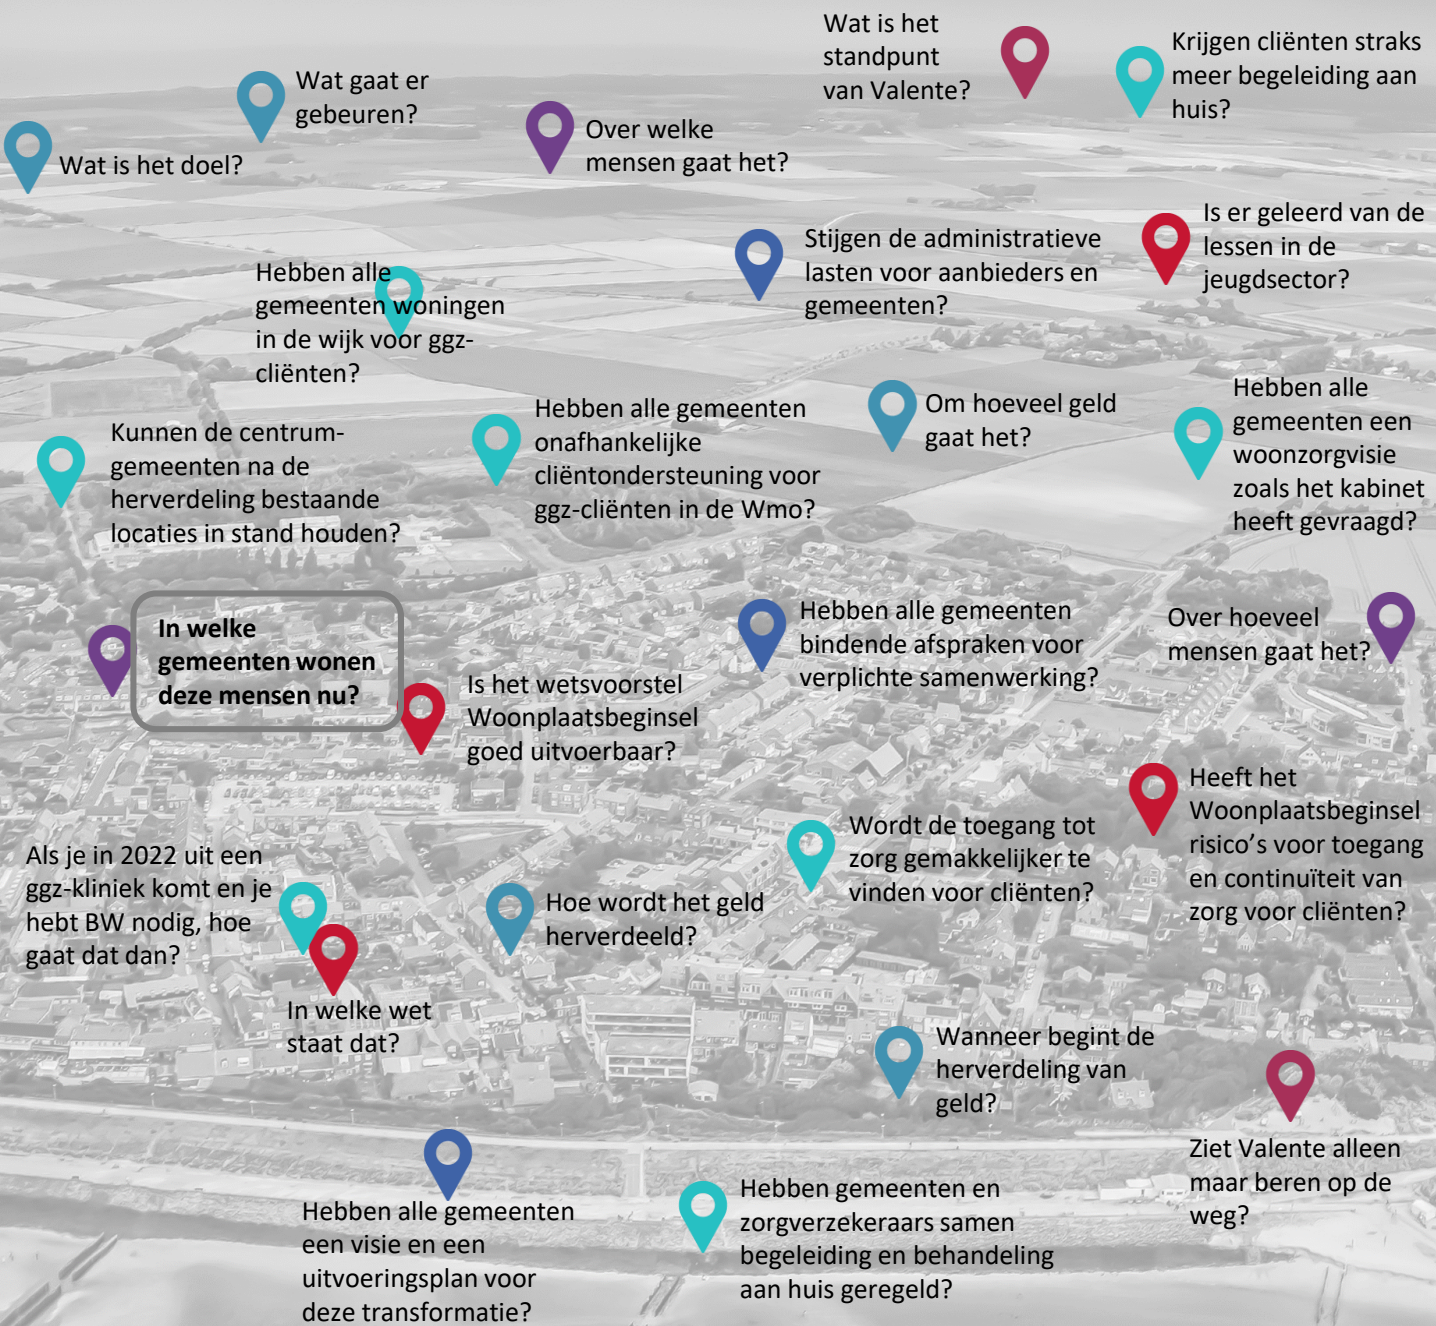 Wat is het
standpunt
van Valente?
Krijgen cliënten straks
meer begeleiding aan
huis?
Wat gaat er
gebeuren?
Over welke
mensen gaat het?
Wat is het doel?
Is er geleerd van de
lessen in de
jeugdsector?
Stijgen de administratieve
lasten voor aanbieders en
gemeenten?
Hebben alle
gemeenten woningen
in de wijk voor ggz-
cliënten?
Hebben alle
gemeenten een
woonzorgvisie
zoals het kabinet
heeft gevraagd?
Om hoeveel geld
gaat het?
Hebben alle gemeenten
onafhankelijke
cliëntondersteuning voor
ggz-cliënten in de Wmo?
Kunnen de centrum-
gemeenten na de
herverdeling bestaande
locaties in stand houden?
In welke
gemeenten wonen
deze mensen nu?
Hebben alle gemeenten
bindende afspraken voor
verplichte samenwerking?
Over hoeveel
mensen gaat het?
Is het wetsvoorstel
Woonplaatsbeginsel
goed uitvoerbaar?
Heeft het
Woonplaatsbeginsel
risico's voor toegang
en continuïteit van
zorg voor cliënten?
Wordt de toegang tot
zorg gemakkelijker te
vinden voor cliënten?
Als je in 2022 uit een
ggz-kliniek komt en je
hebt BW nodig, hoe
gaat dat dan?
Hoe wordt het geld
herverdeeld?
In welke wet
staat dat?
Wanneer begint de
herverdeling van
geld?
Ziet Valente alleen
maar beren op de
weg?
Hebben alle gemeenten
een visie en een
uitvoeringsplan voor
deze transformatie?
Hebben gemeenten en
zorgverzekeraars samen
begeleiding en behandeling
aan huis geregeld?